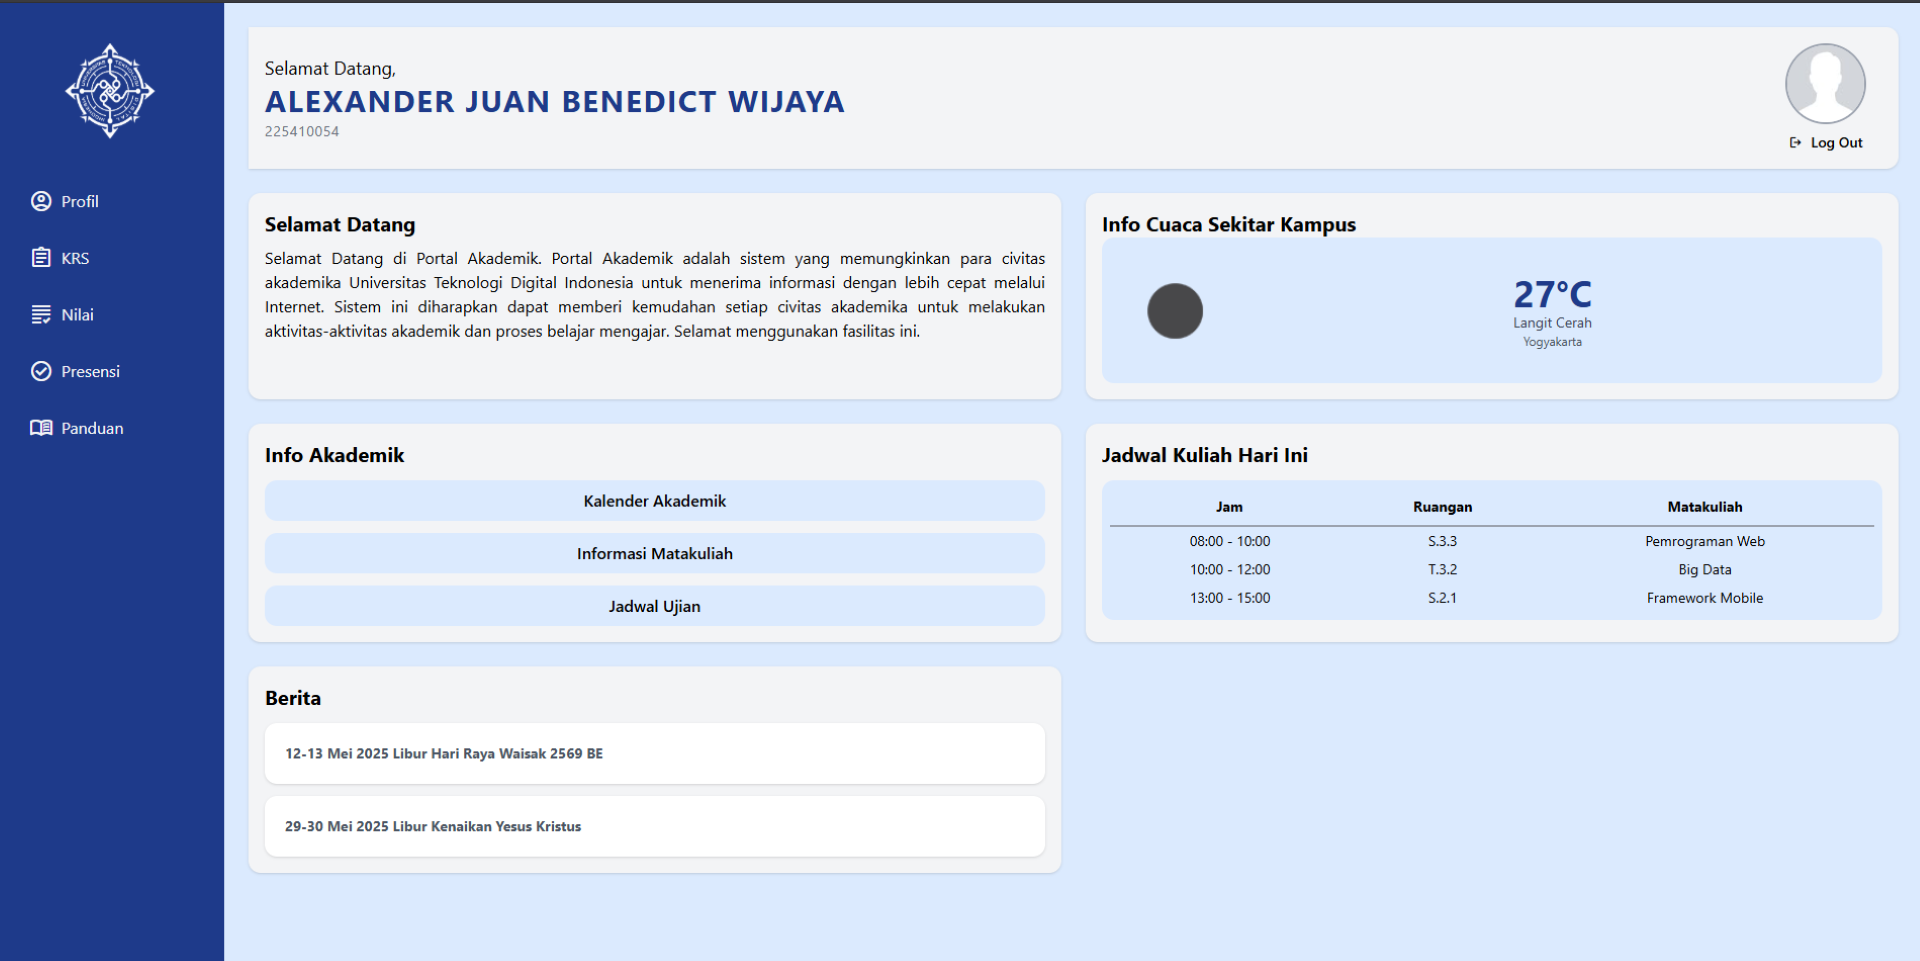 Selamat Datang,
ALEXANDER JUAN BENEDICT WIJAYA
225410054
Log Out
Profil
KRS
Nilai
Presensi
Panduan
Selamat Datang
Selamat Datang di Portal Akademik. Portal Akademik adalah sistem yang memungkinkan para civitas
akademika Universitas Teknologi Digital Indonesia untuk menerima informasi dengan lebih cepat melalui
Internet. Sistem ini diharapkan dapat memberi kemudahan setiap civitas akademika untuk melakukan
aktivitas-aktivitas akademik dan proses belajar mengajar. Selamat menggunakan fasilitas ini.
Info Cuaca Sekitar Kampus
27°C
Langit Cerah
Yogyakarta
Info Akademik
Kalender Akademik
Informasi Matakuliah
Jadwal Ujian
Jadwal Kuliah Hari Ini
Jam Ruangan Matakuliah
08:00 - 10:00 S.3.3 Pemrograman Web
10:00 - 12:00 T.3.2 Big Data
13:00 - 15:00 S.2.1 Framework Mobile
Berita
12-13 Mei 2025 Libur Hari Raya Waisak 2569 BE
29-30 Mei 2025 Libur Kenaikan Yesus Kristus